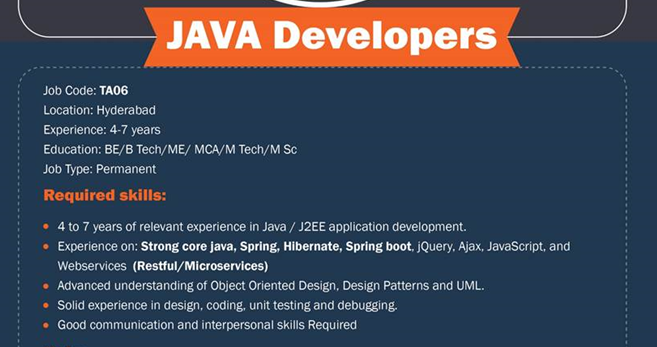 JAVA Developers
Job Code: TA06
Location: Hyderabad
Experience: 4-7 years
Education: BE/B Tech/ME/ MCA/M Tech/M Sc
Job Type: Permanent
Required skills:
• 4 to 7 years of relevant experience in Java / J2EE application development.
• Experience on: Strong core java, Spring, Hibernate, Spring boot, jQuery, Ajax, JavaScript, and
Webservices (Restful/Microservices)
• Advanced understanding of Object Oriented Design, Design Patterns and UML.
• Solid experience in design, coding, unit testing and debugging.
• Good communication and interpersonal skills Required